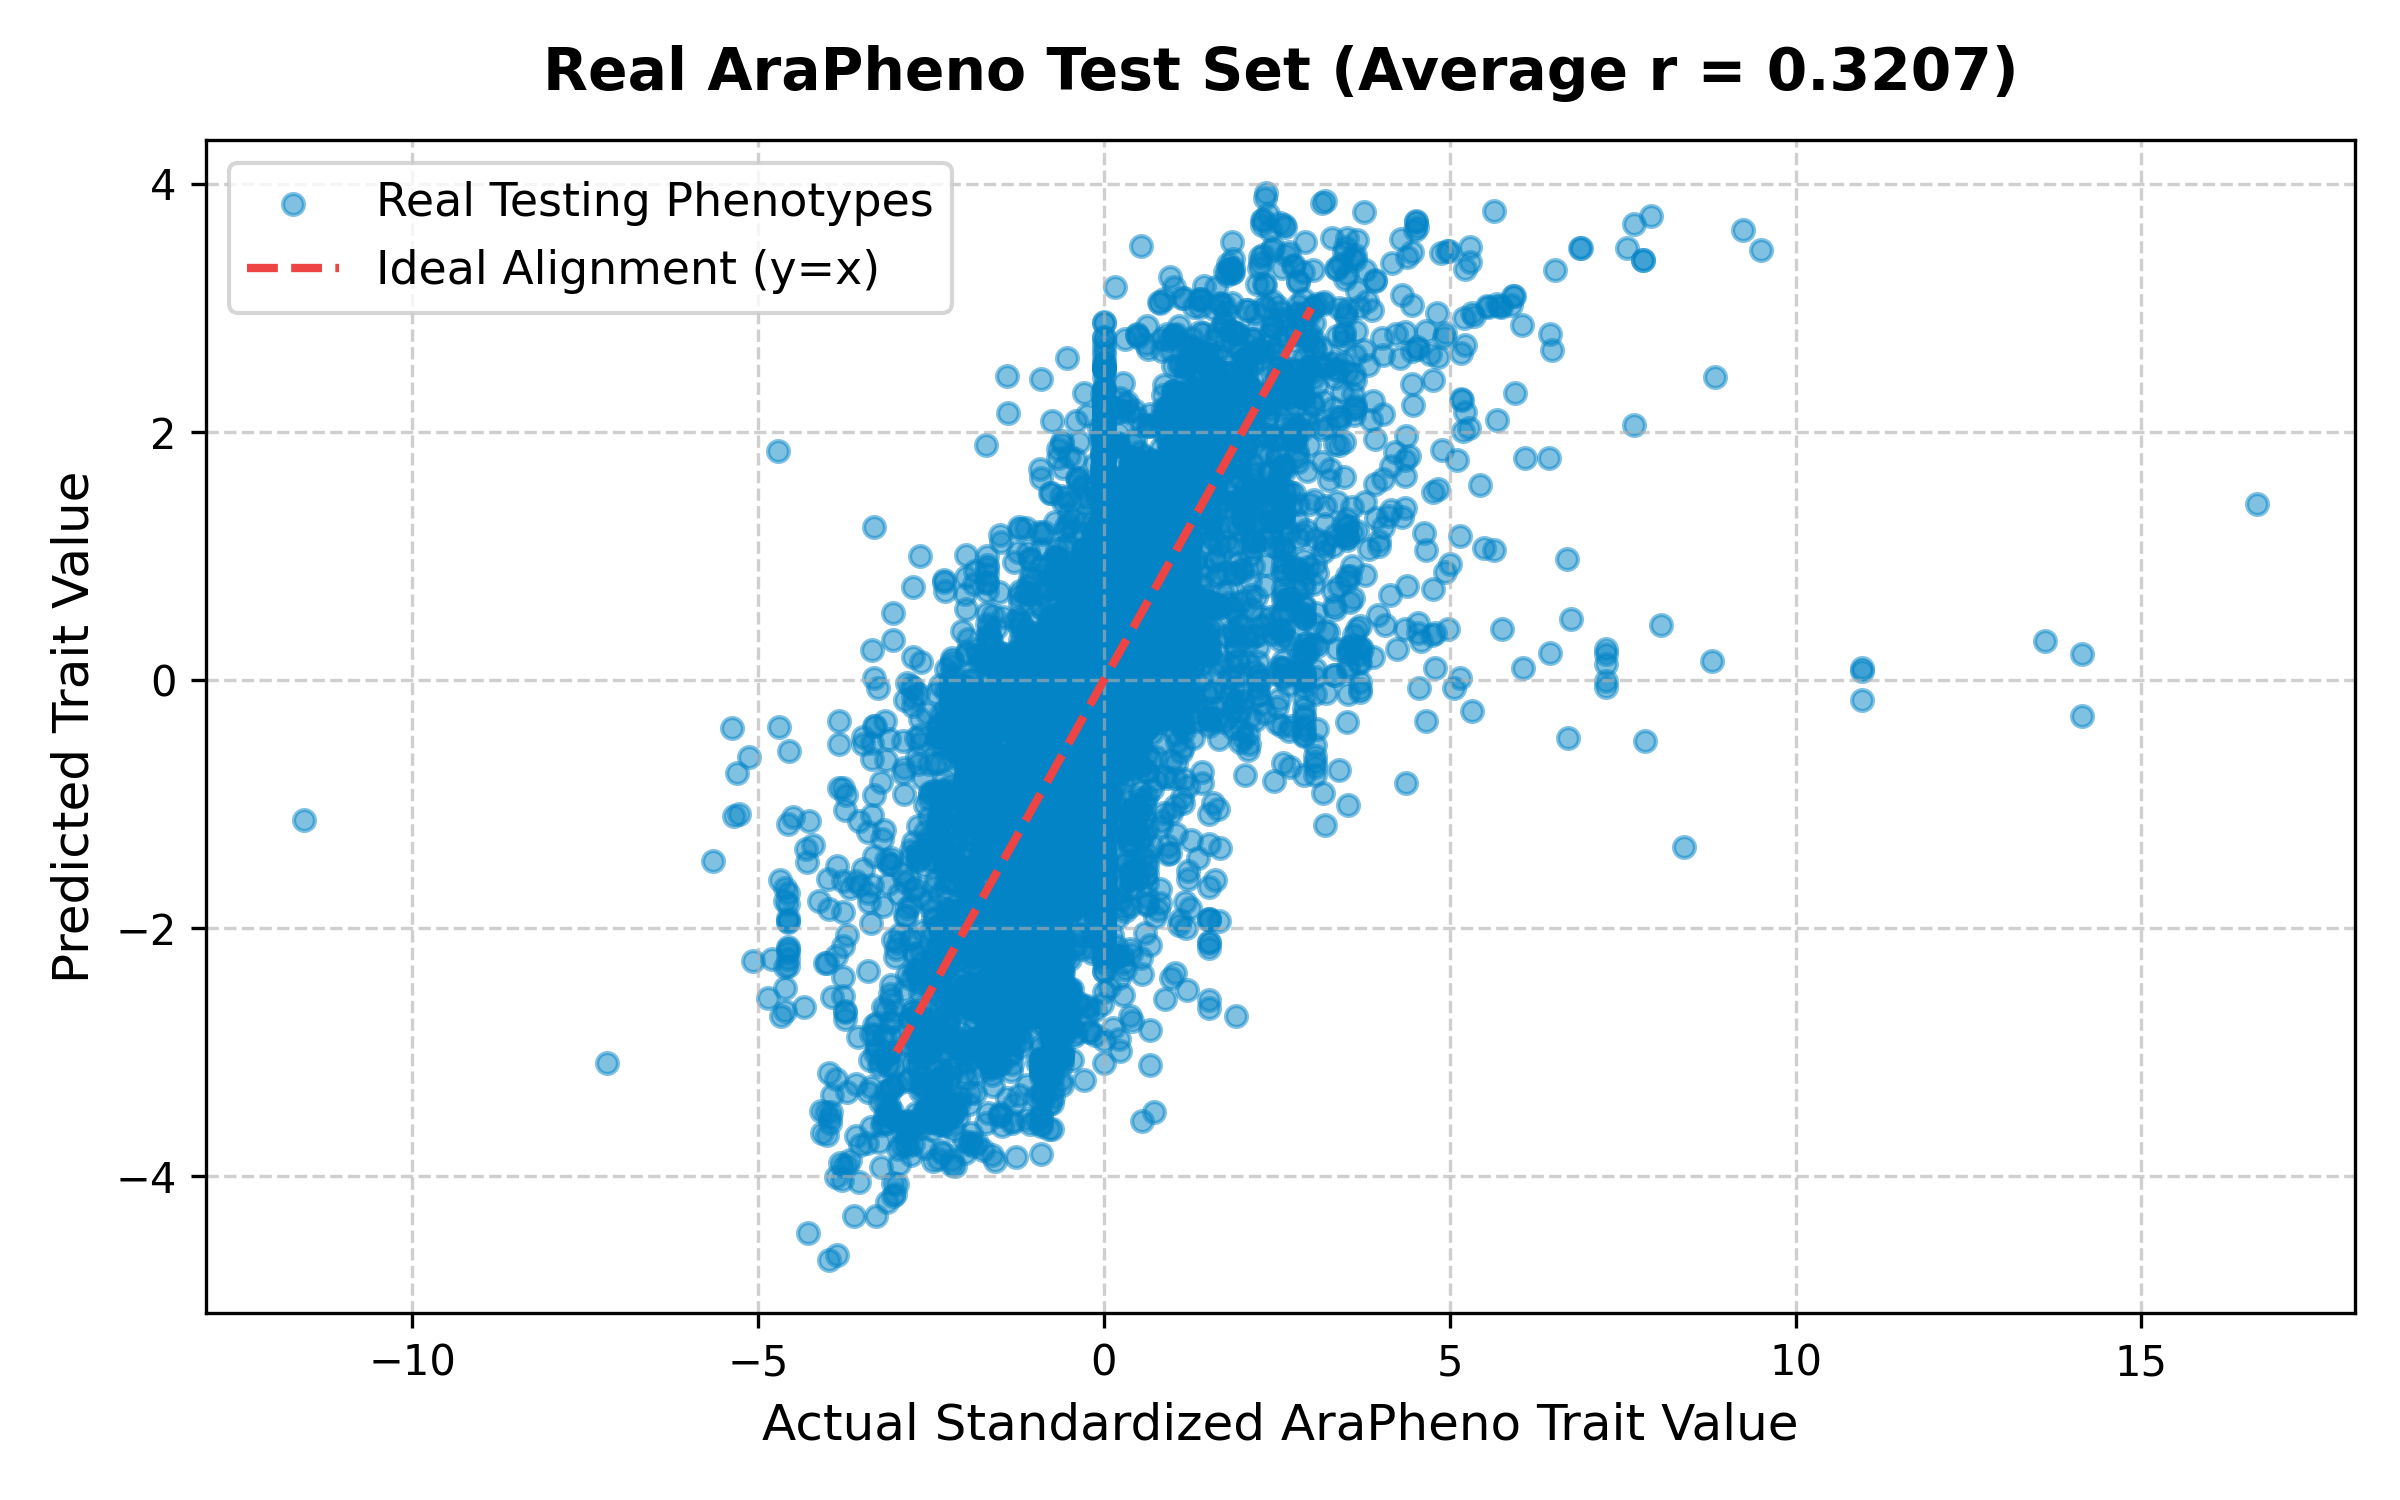 Real AraPheno Test Set (Average r = 0.3207)
Real Testing Phenotypes
Ideal Alignment (y=x)
Predicted Trait Value
4
2
0
−2
−4
−10
−5
0
5
10
15
Actual Standardized AraPheno Trait Value